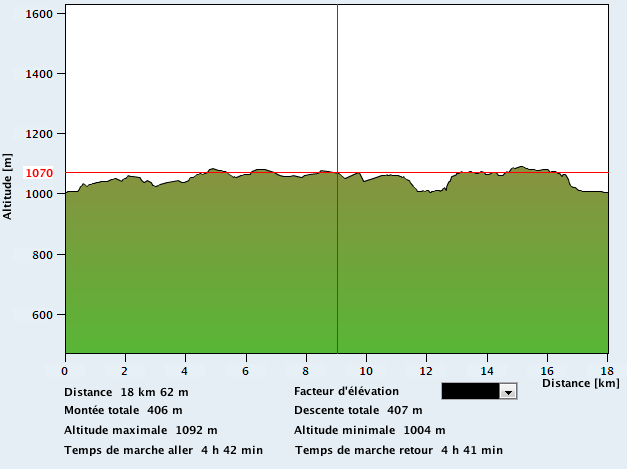 1600
1400
1200
1070
1000
800
600
Altitude [m]
0 2 4 6 8 10 12 14 16 18
Distance [km]
Distance 18 km 62 m Facteur d'élévation
Montée totale 406 m Descente totale 407 m
Altitude maximale 1092 m Altitude minimale 1004 m
Temps de marche aller 4 h 42 min Temps de marche retour 4 h 41 min